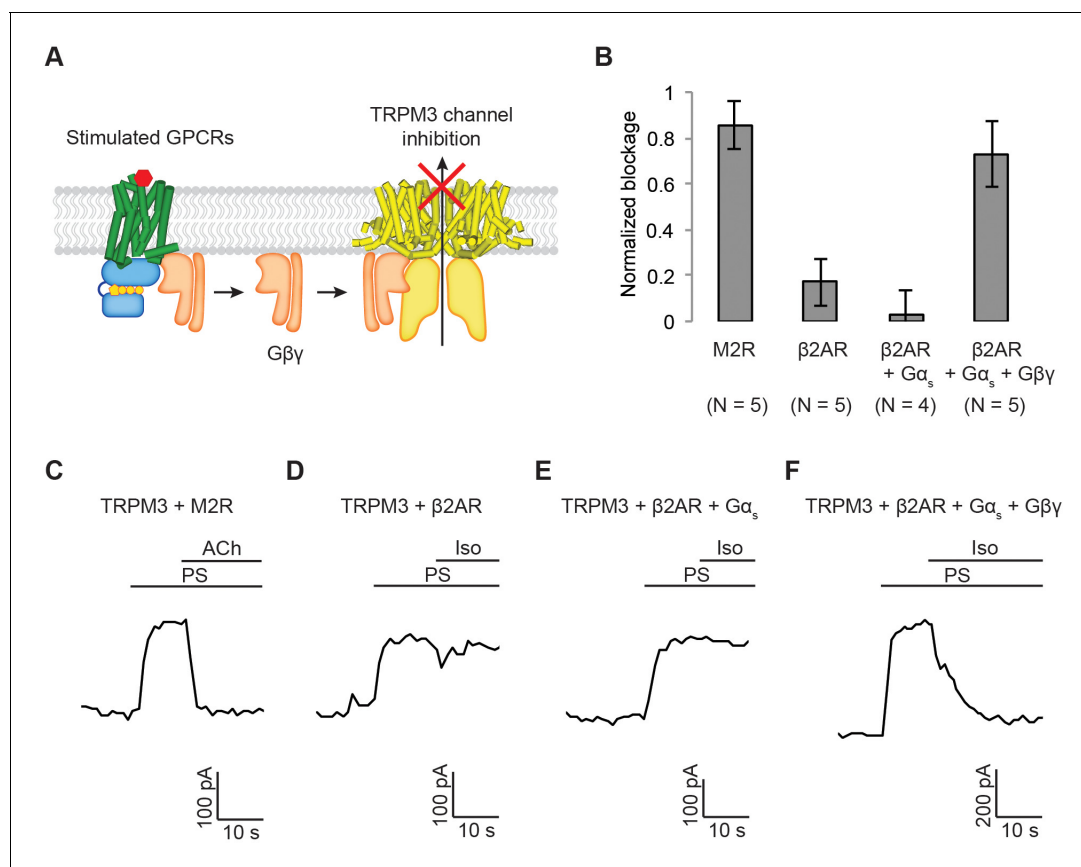 A
Stimulated GPCRs
TRPM3 channel
inhibition
Gβγ
B
Normalized blockage
1
0.8
0.6
0.4
0.2
0
M2R
(N = 5)
β2AR
(N = 5)
β2AR
+ Gαs
(N = 4)
β2AR
+ Gαs + Gβγ
(N = 5)
C
TRPM3 + M2R
ACh
PS
100 pA
10 s
D
TRPM3 + β2AR
Iso
PS
100 pA
10 s
E
TRPM3 + β2AR + Gαs
Iso
PS
100 pA
10 s
F
TRPM3 + β2AR + Gαs + Gβγ
Iso
PS
200 pA
10 s